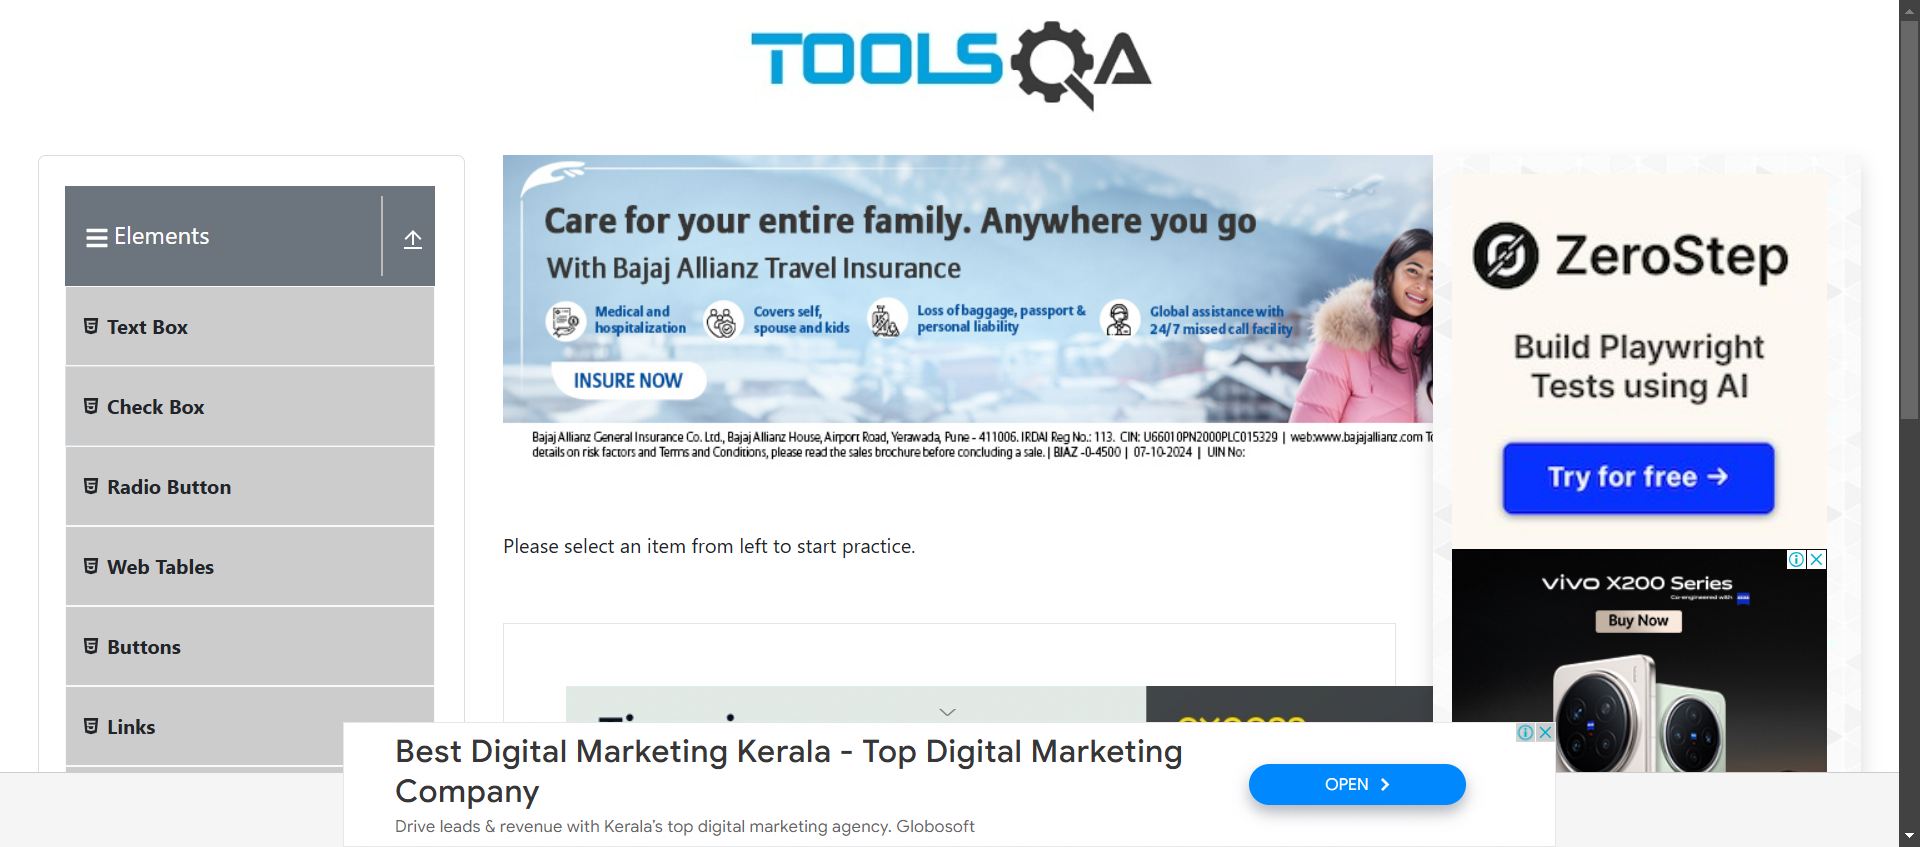 TOOLSQA
Elements
Text Box
Check Box
Radio Button
Web Tables
Buttons
Links
Care for your entire family. Anywhere you go
With Bajaj Allianz Travel Insurance
Medical and
hospitalization
Covers self,
spouse and kids
Loss of baggage, passport &
personal liability
Global assistance with
24/7 missed call facility
INSURE NOW
Bajaj Allianz General Insurance Co. Ltd., Bajaj Allianz House, Airport Road, Yerawada, Pune - 411006. IRDAI Reg No.: 113. CIN: U66010PN2000PLC015329 | web:www.bajajallianz.com
details on risk factors and Terms and Conditions, please read the sales brochure before concluding a sale. | BIAZ -0-4500 | 07-10-2024 | UIN No:
Please select an item from left to start practice.
ZeroStep
Build Playwright
Tests using AI
Try for free →
vivo X200 Series
Co-engineered with ZEISS
Buy Now
Best Digital Marketing Kerala - Top Digital Marketing
Company
Drive leads & revenue with Kerala's top digital marketing agency. Globosoft
OPEN